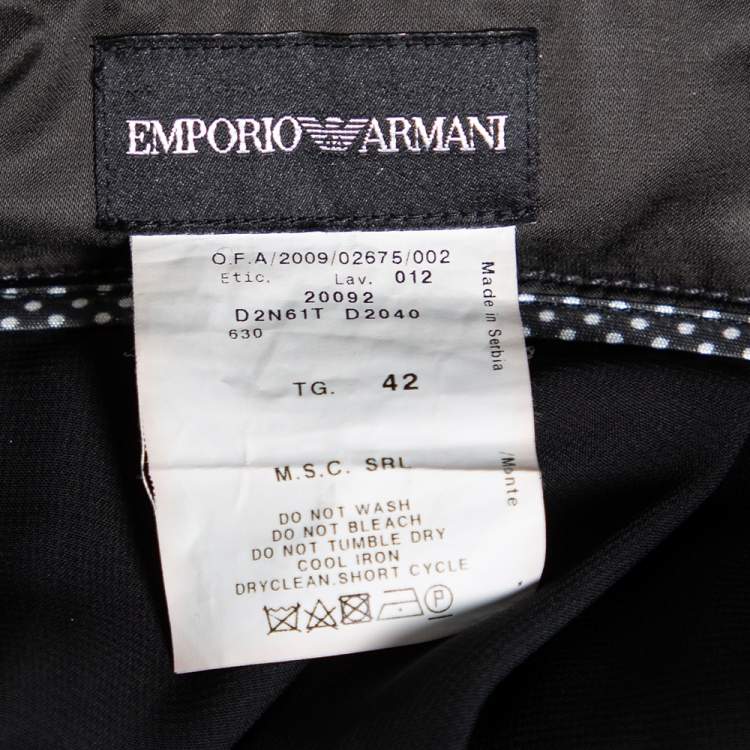 EMPORIO ARMANI
O.F.A/2009/02675/002
Etic. Lav. 012
20092
D2N61T D2040
630
TG. 42
M.S.C. SRL
DO NOT WASH
DO NOT BLEACH
DO NOT TUMBLE DRY
COOL IRON
DRYCLEAN.SHORT CYCLE
P
Made in Serbia
/Monte